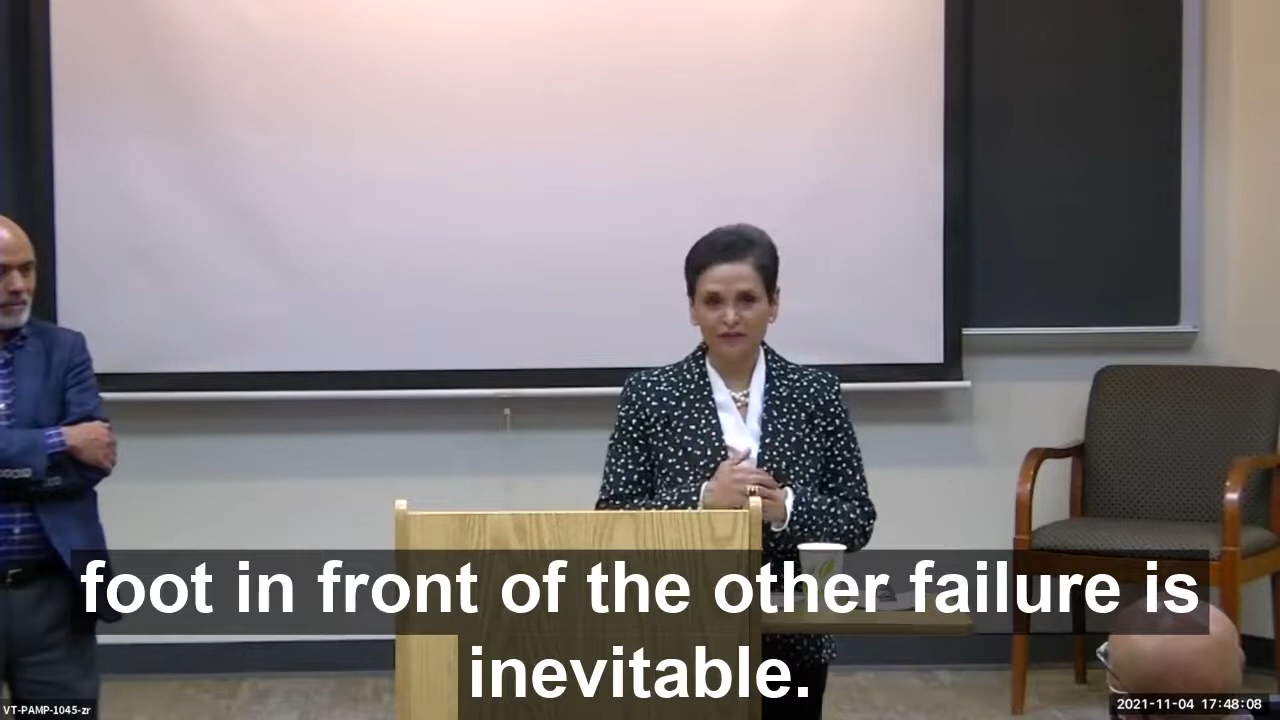 foot in front of the other failure is
inevitable.
VT-PAMP-1045-zr
2021-11-04 17:48:08